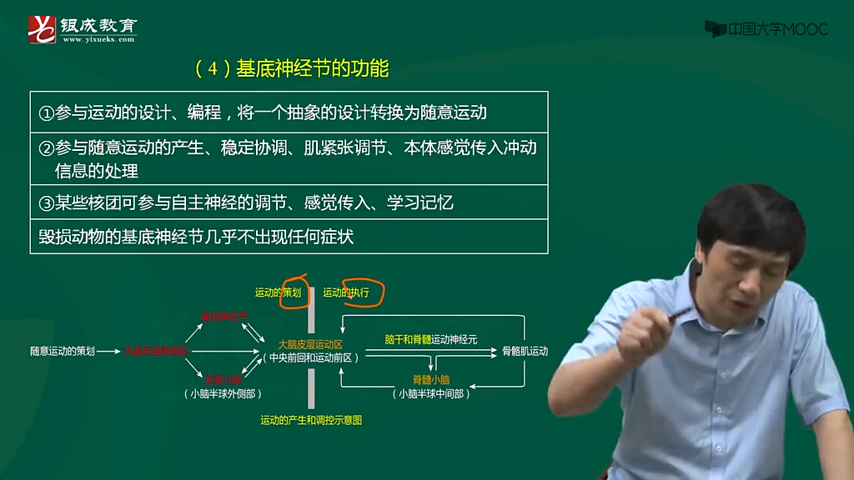 银成教育
www.yixueks.com
中国大学MOOC
（4）基底神经节的功能
①参与运动的设计、编程，将一个抽象的设计转换为随意运动
②参与随意运动的产生、稳定协调、肌紧张调节、本体感觉传入冲动
信息的处理
③某些核团可参与自主神经的调节、感觉传入、学习记忆
毁损动物的基底神经节几乎不出现任何症状
运动的策划
运动的执行
随意运动的策划
大脑皮层运动区
（中央前回和运动前区）
脑干和脊髓运动神经元
骨骼肌运动
皮层小脑
（小脑半球外侧部）
脊髓小脑
（小脑半球中间部）
运动的产生和调控示意图